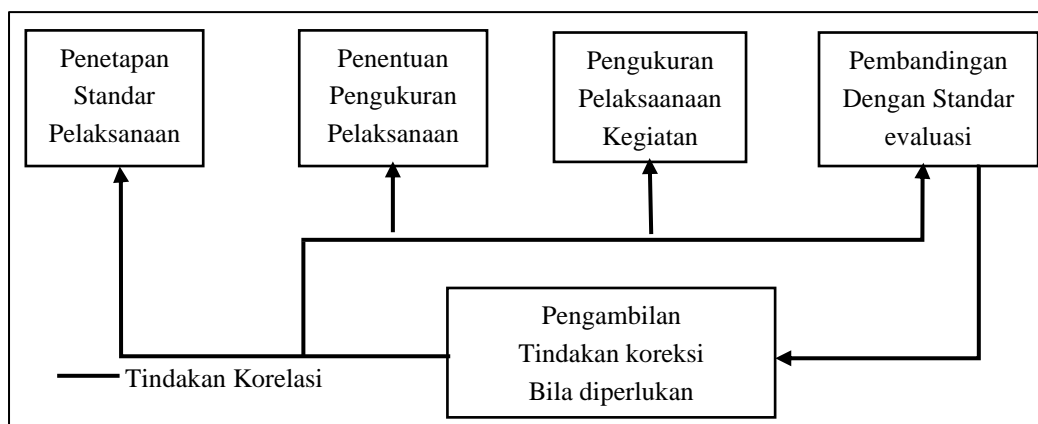 Penetapan
Standar
Pelaksanaan
Penentuan
Pengukuran
Pelaksanaan
Pengukuran
Pelaksaanaan
Kegiatan
Pembandingan
Dengan Standar
evaluasi
Pengambilan
Tindakan koreksi
Bila diperlukan
Tindakan Korelasi